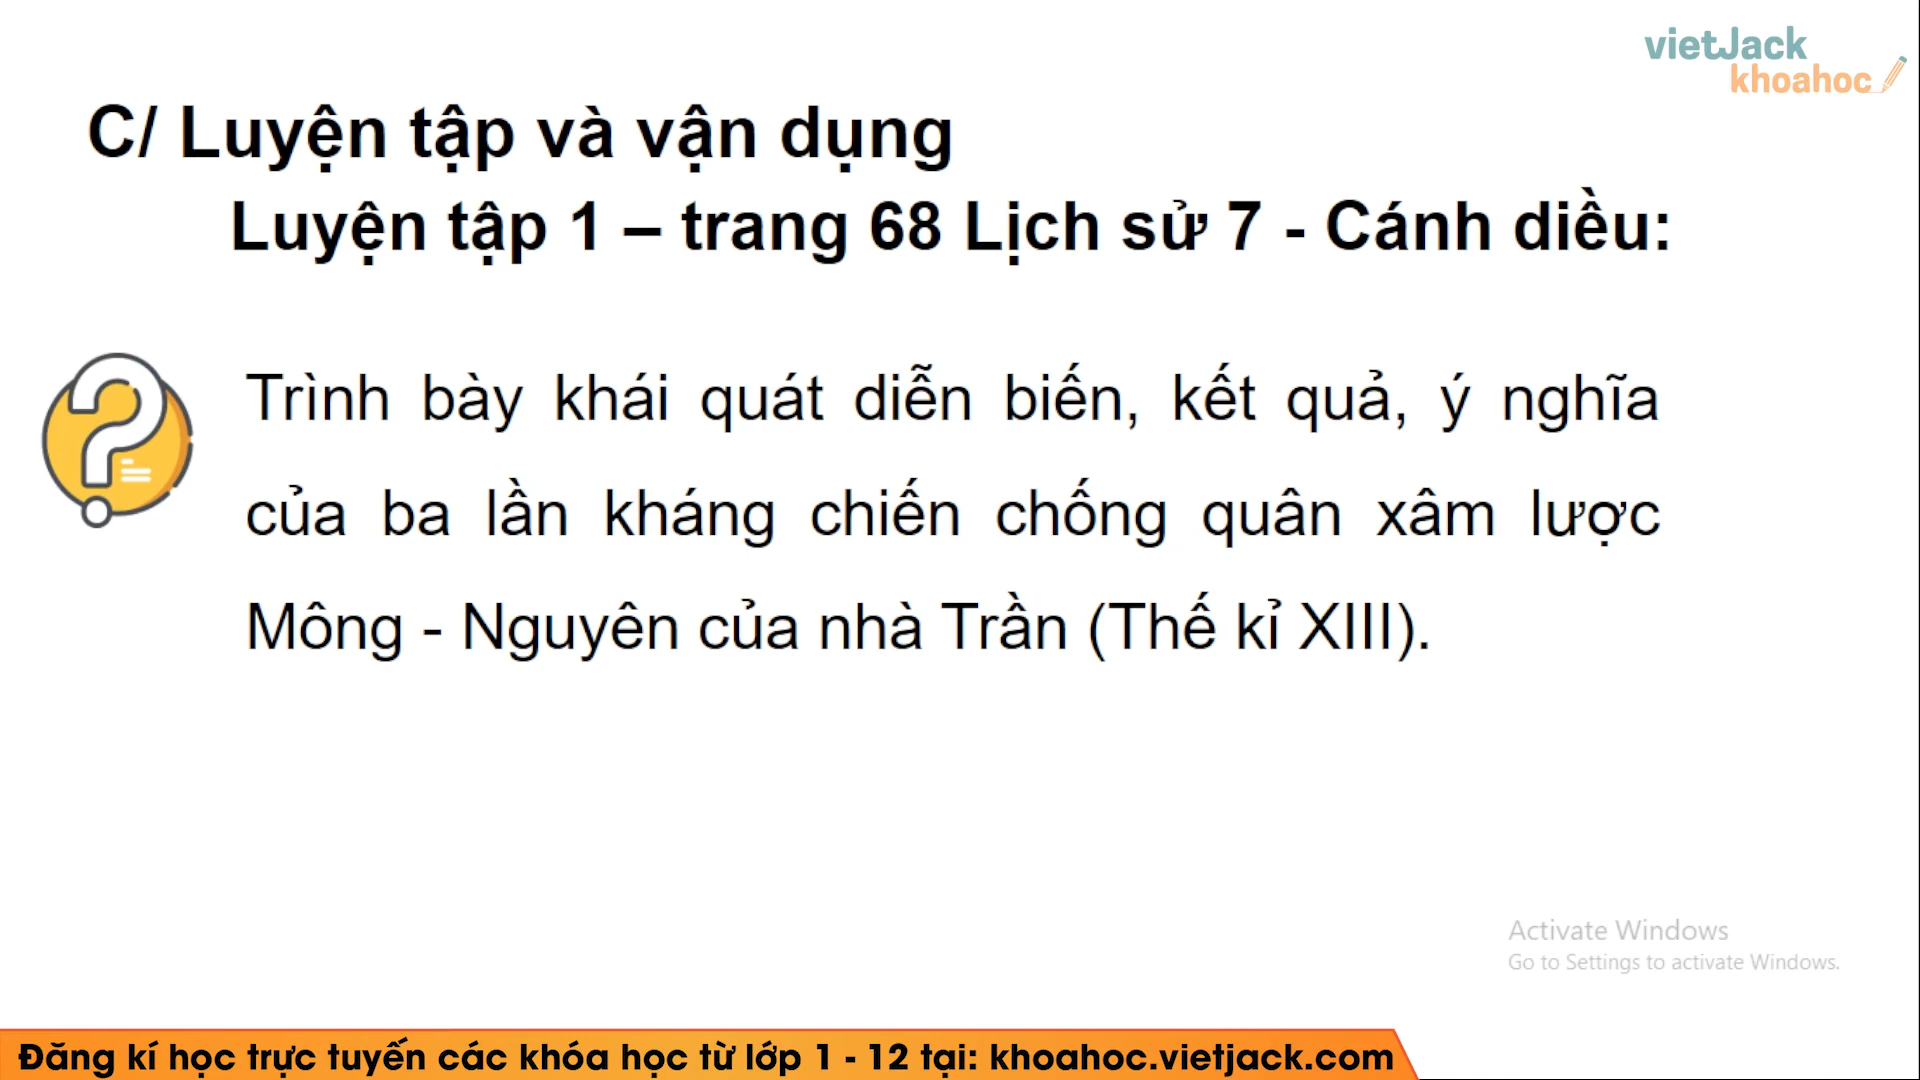 vietJack
khoahoc
C/ Luyện tập và vận dụng
Luyện tập 1 – trang 68 Lịch sử 7 - Cánh diều:
Trình bày khái quát diễn biến, kết quả, ý nghĩa
của ba lần kháng chiến chống quân xâm lược
Mông - Nguyên của nhà Trần (Thế kỉ XIII).
Activate Windows
Go to Settings to activate Windows.
Đăng kí học trực tuyến các khóa học từ lớp 1 - 12 tại: khoahoc.vietjack.com